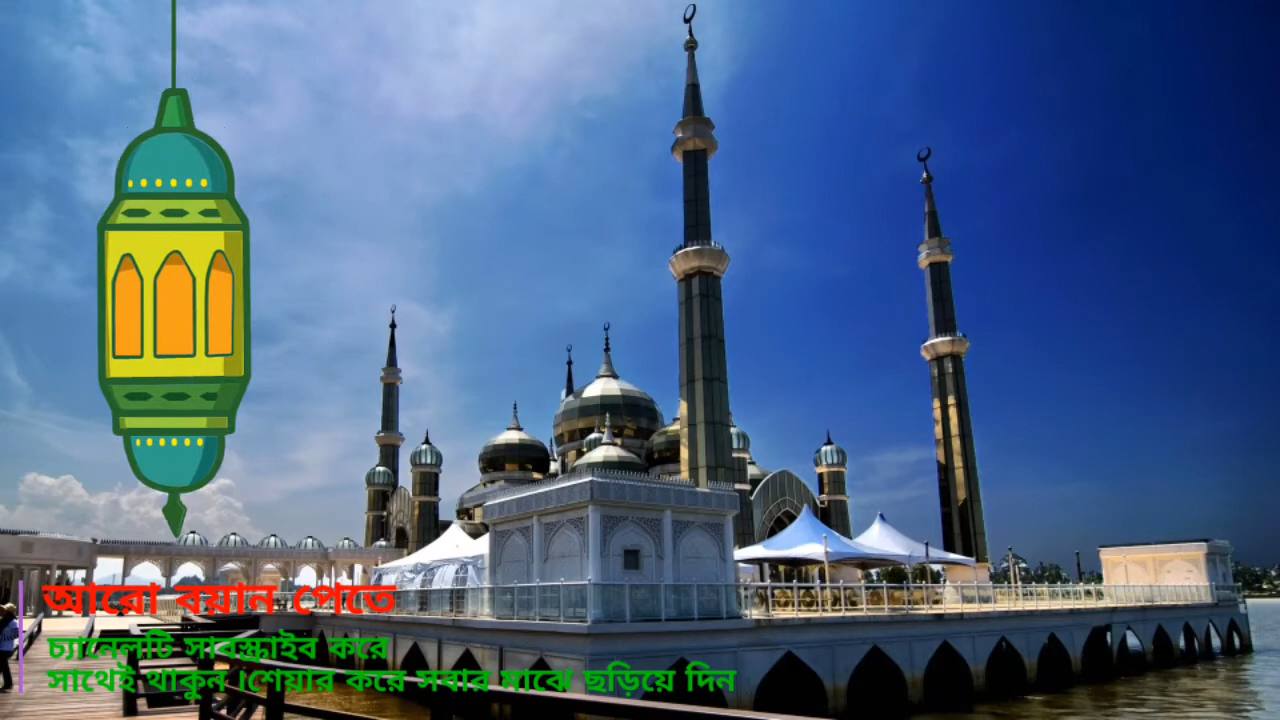 আরো বয়ান পেতে
চ্যানেলটি সাবস্ক্রাইব করে
সাথেই থাকুন ।শেয়ার করে সবার মাঝে ছড়িয়ে দিন